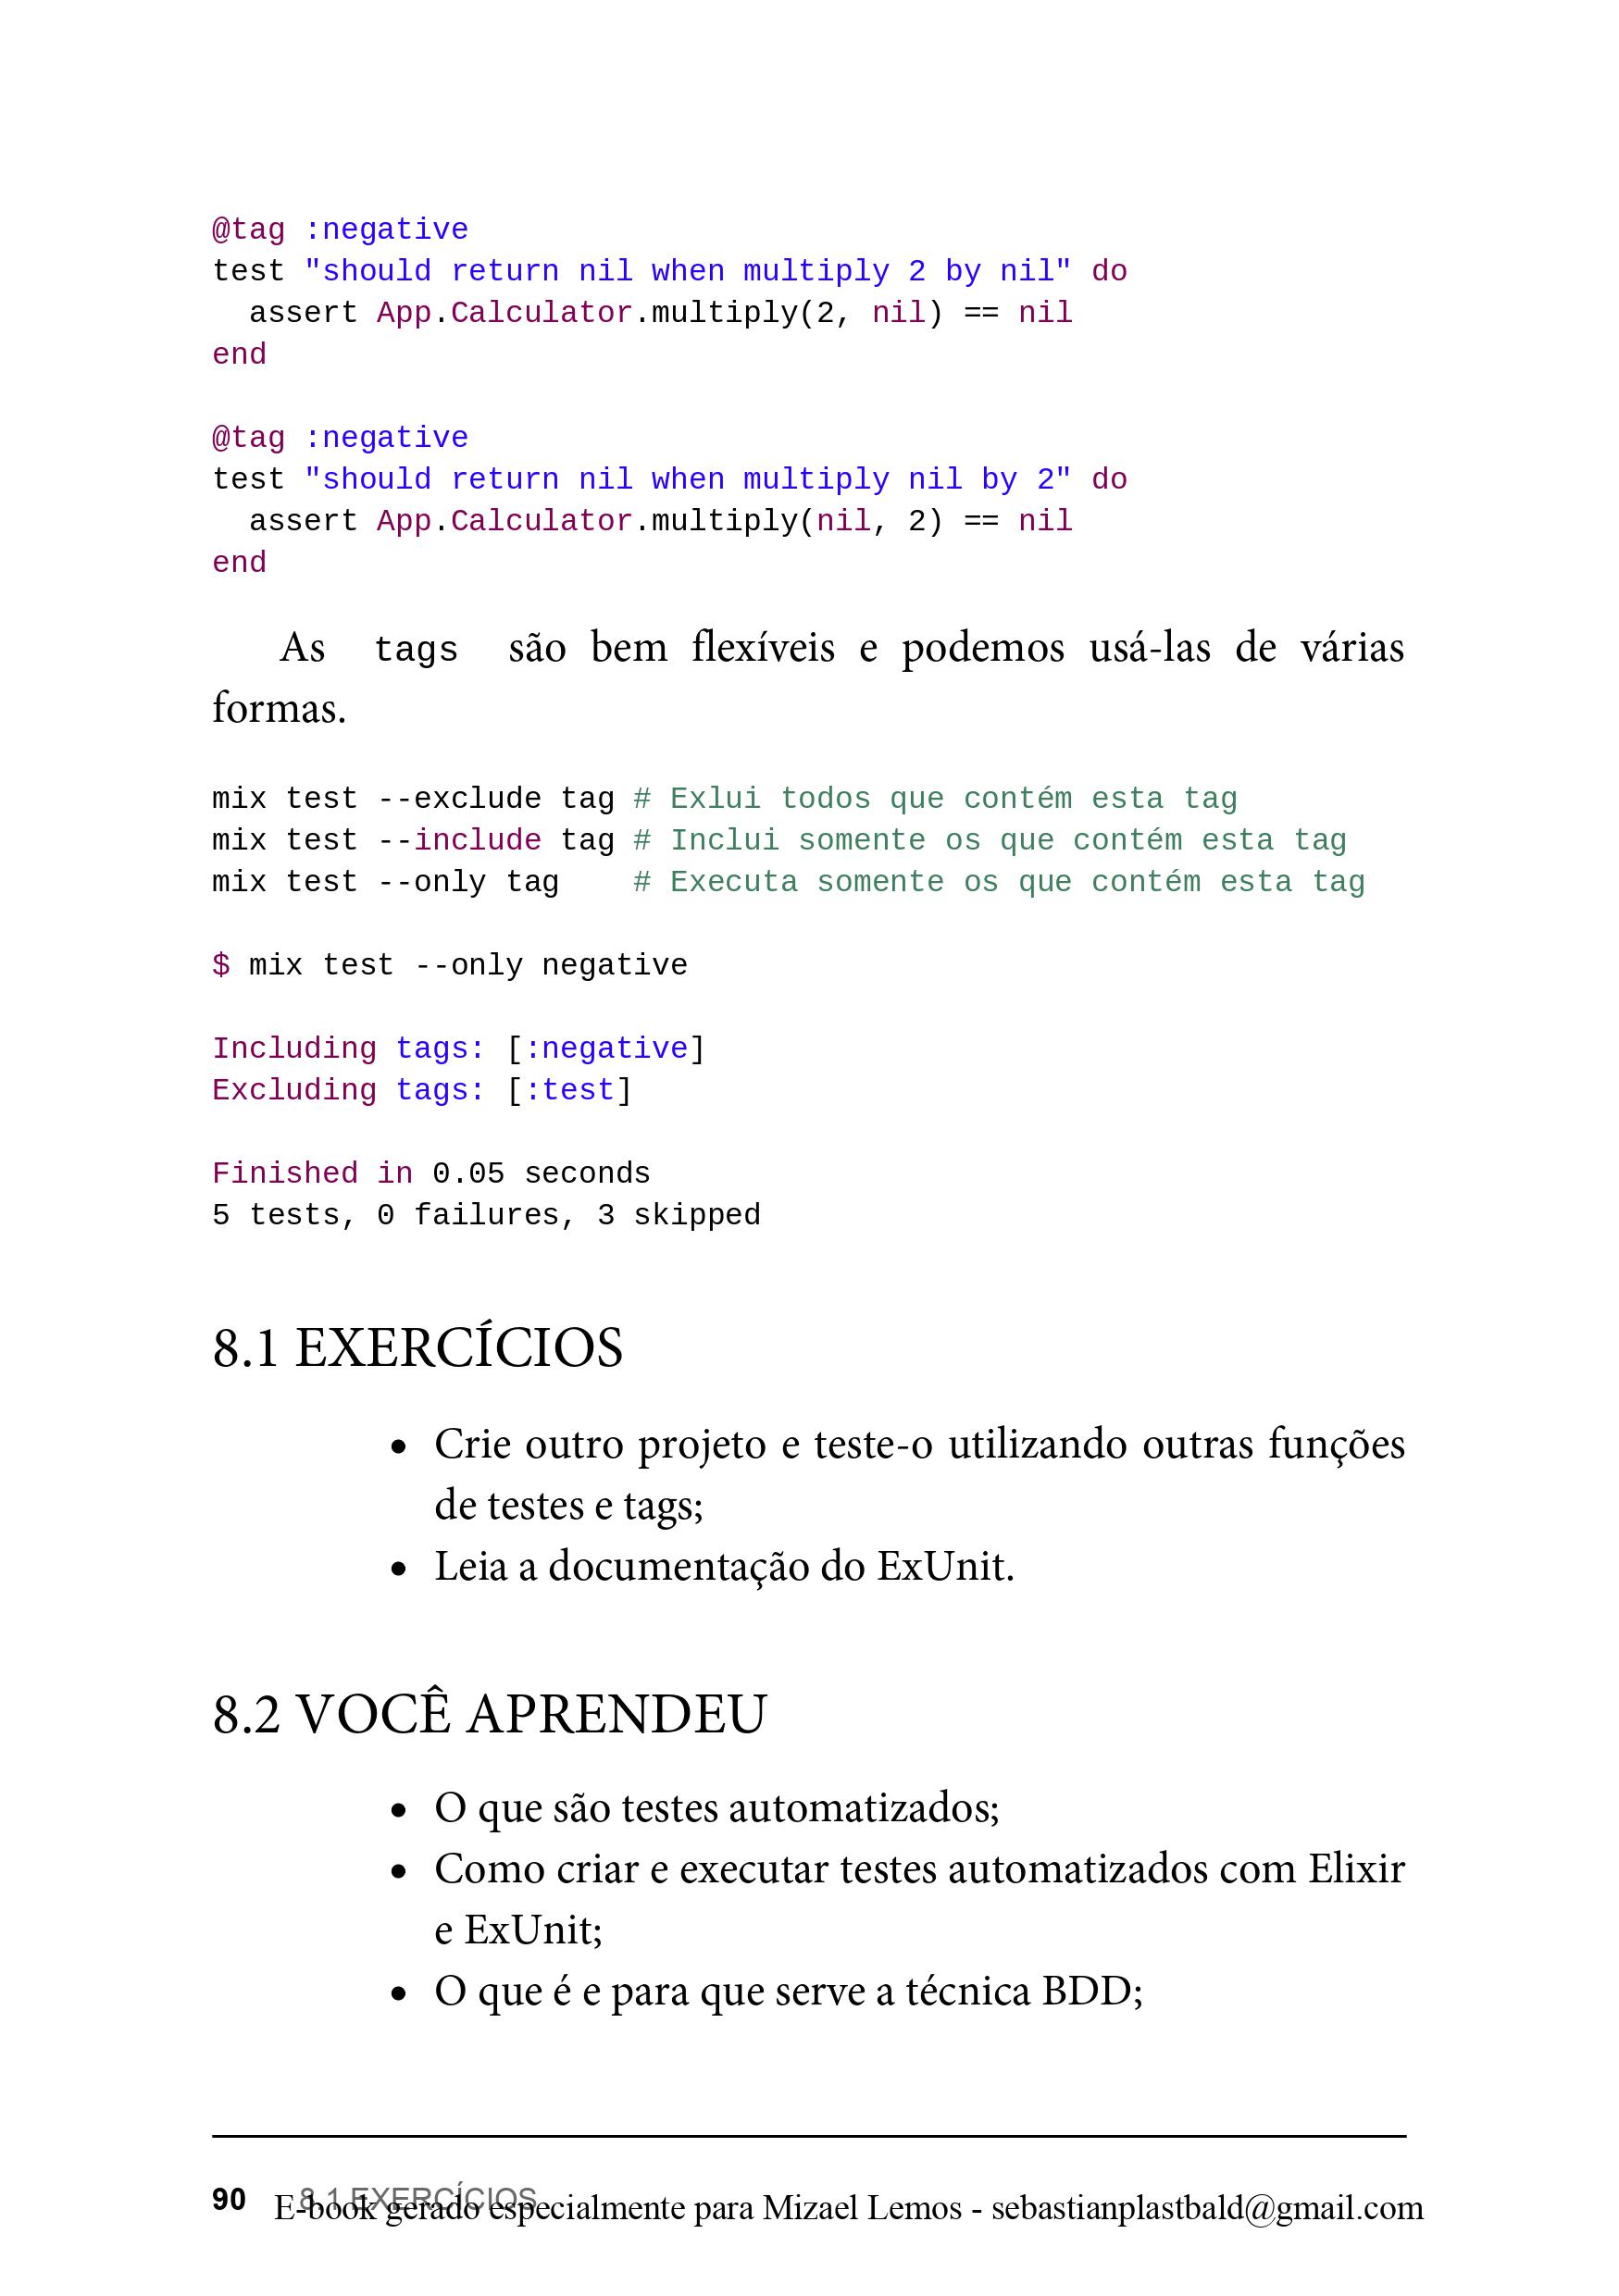 @tag :negative
test "should return nil when multiply 2 by nil" do
  assert App.Calculator.multiply(2, nil) == nil
end

@tag :negative
test "should return nil when multiply nil by 2" do
  assert App.Calculator.multiply(nil, 2) == nil
end

As tags são bem flexíveis e podemos usá-las de várias
formas.

mix test --exclude tag # Exlui todos que contém esta tag
mix test --include tag # Inclui somente os que contém esta tag
mix test --only tag    # Executa somente os que contém esta tag

$ mix test --only negative

Including tags: [:negative]
Excluding tags: [:test]

Finished in 0.05 seconds
5 tests, 0 failures, 3 skipped

8.1 EXERCÍCIOS

• Crie outro projeto e teste-o utilizando outras funções
de testes e tags;
• Leia a documentação do ExUnit.

8.2 VOCÊ APRENDEU

• O que são testes automatizados;
• Como criar e executar testes automatizados com Elixir
e ExUnit;
• O que é e para que serve a técnica BDD;

90 8.1 EXERCÍCIOS
E-book gerado especialmente para Mizael Lemos - sebastianplastbald@gmail.com